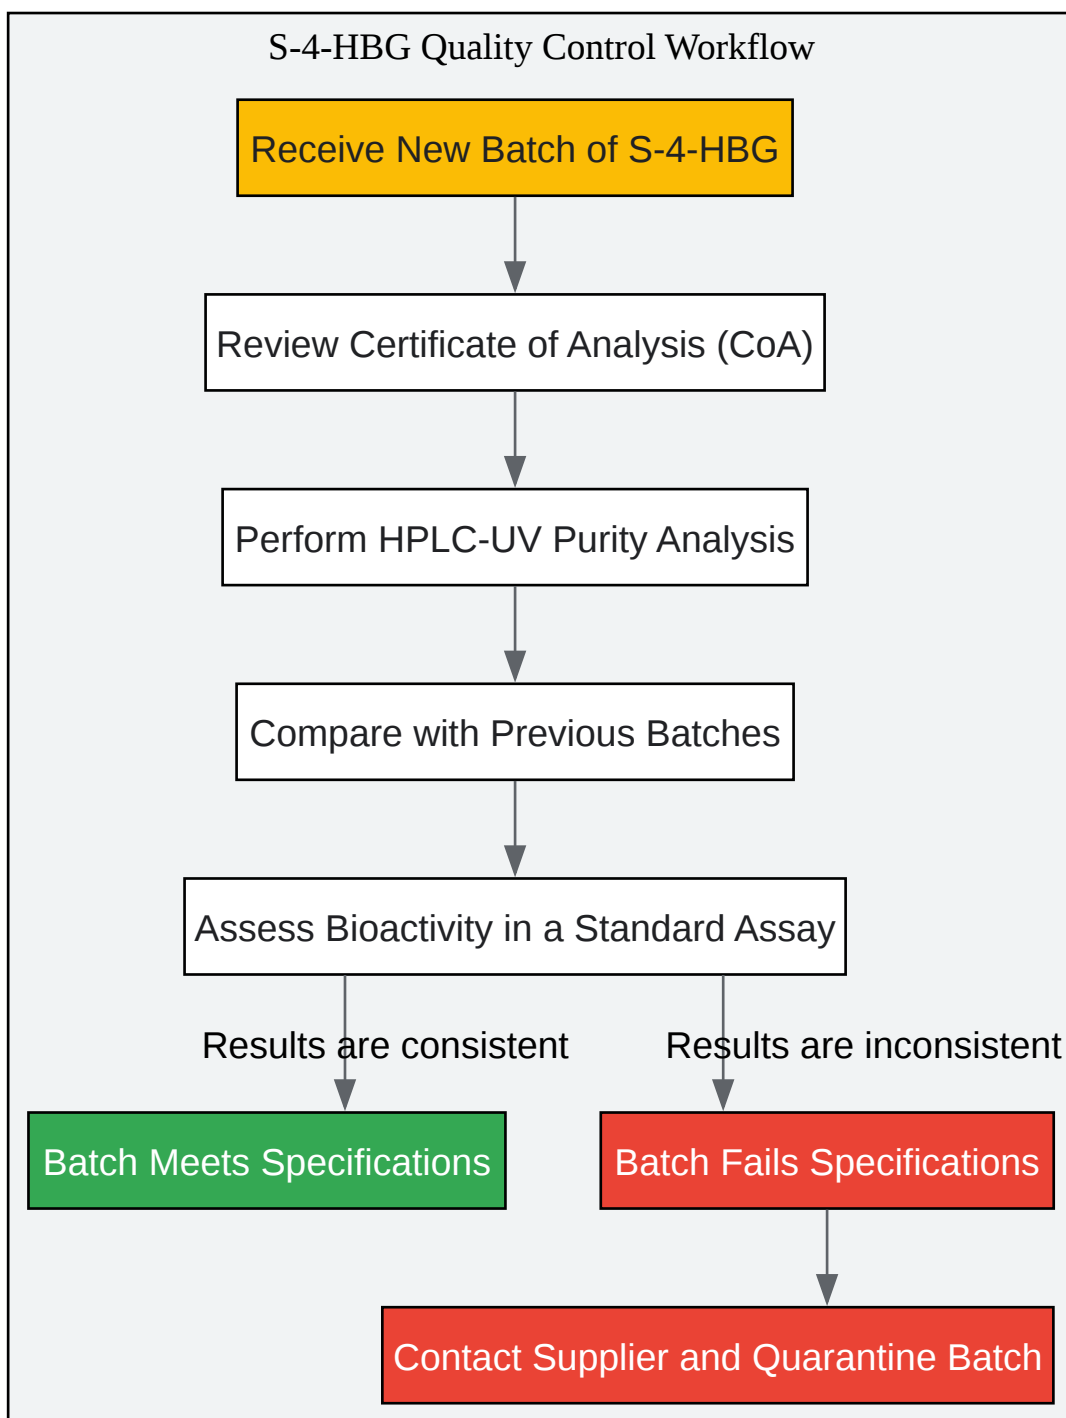 S-4-HBG Quality Control Workflow
Receive New Batch of S-4-HBG
Review Certificate of Analysis (CoA)
Perform HPLC-UV Purity Analysis
Compare with Previous Batches
Assess Bioactivity in a Standard Assay
Results are consistent
Results are inconsistent
Batch Meets Specifications
Batch Fails Specifications
Contact Supplier and Quarantine Batch